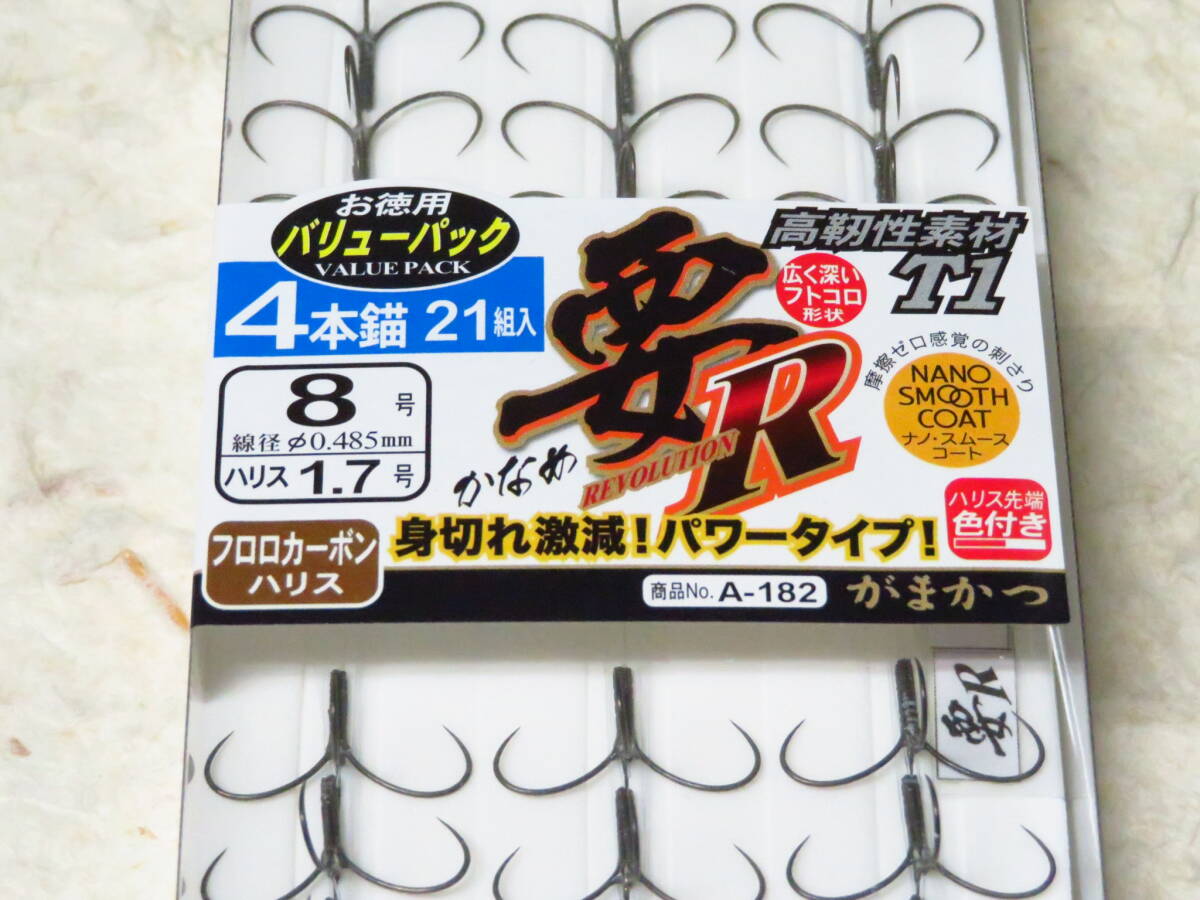 お徳用
バリューパック
VALUE PACK
4本錨 21組入
8号
線径 φ0.485mm
ハリス 1.7号
フロロカーボン
ハリス
要R
REVOLUTION
かなめ
高靭性素材
T1
広く深い
フトコロ
形状
摩擦ゼロ感覚の刺さり
NANO
SMOOTH
COAT
ナノ・スムース
コート
ハリス先端
色付き
身切れ激減!パワータイプ!
商品No. A-182
がまかつ
要R